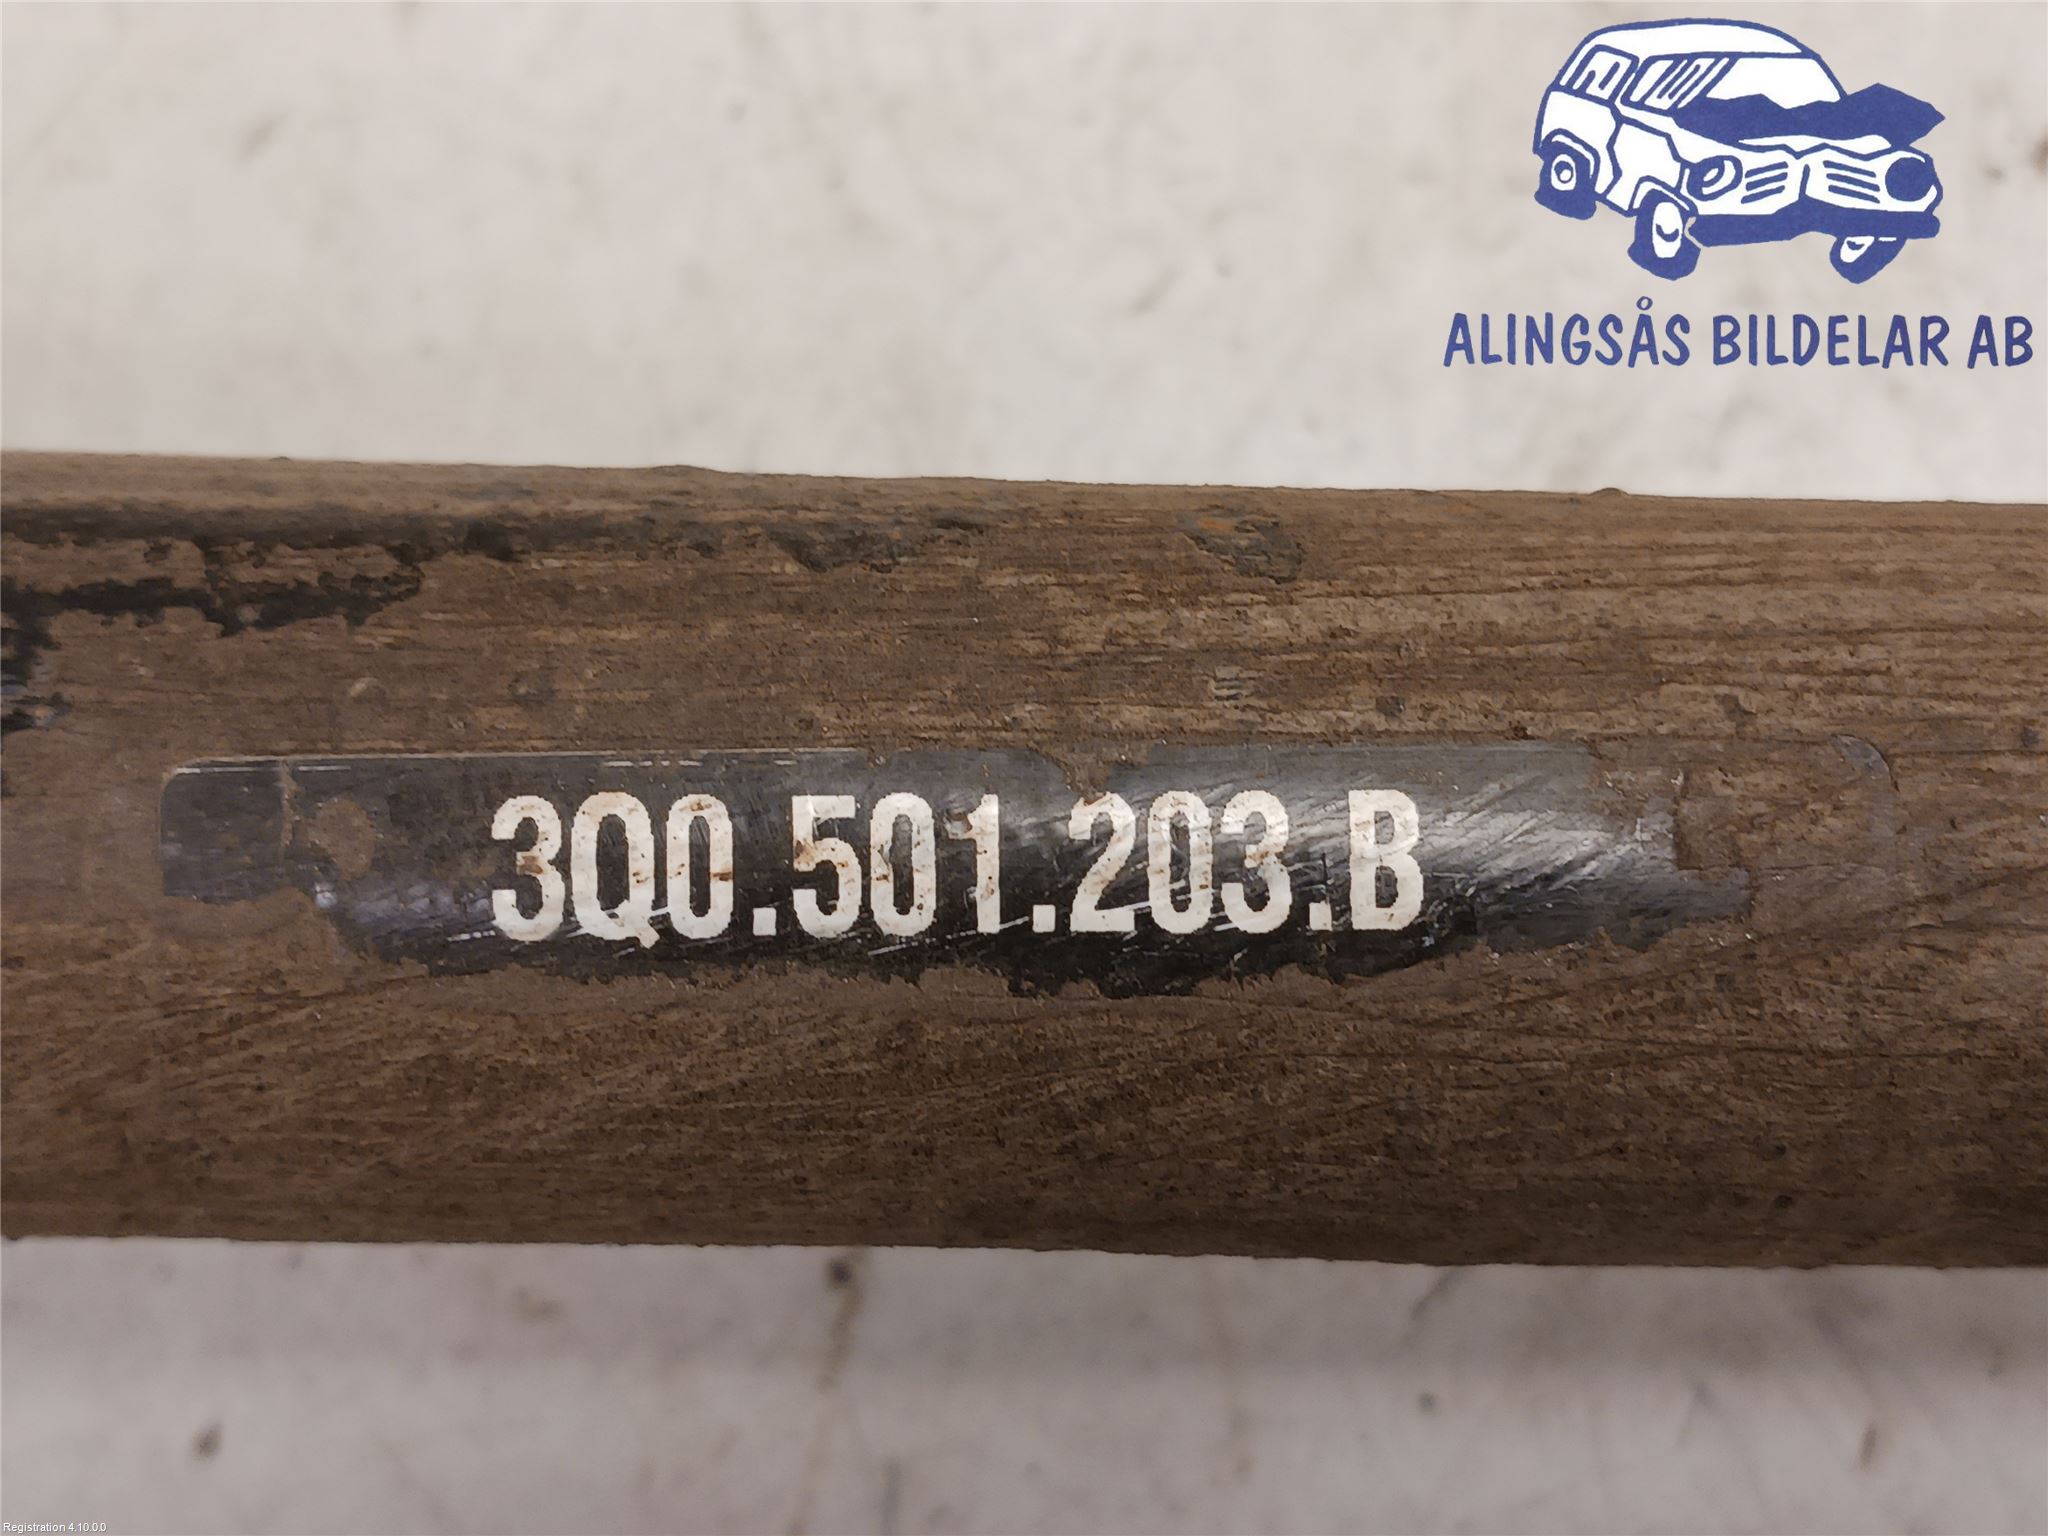 ALINGSÅS BILDELAR AB
3Q0.501.203.B
Registration 4.10.0.0